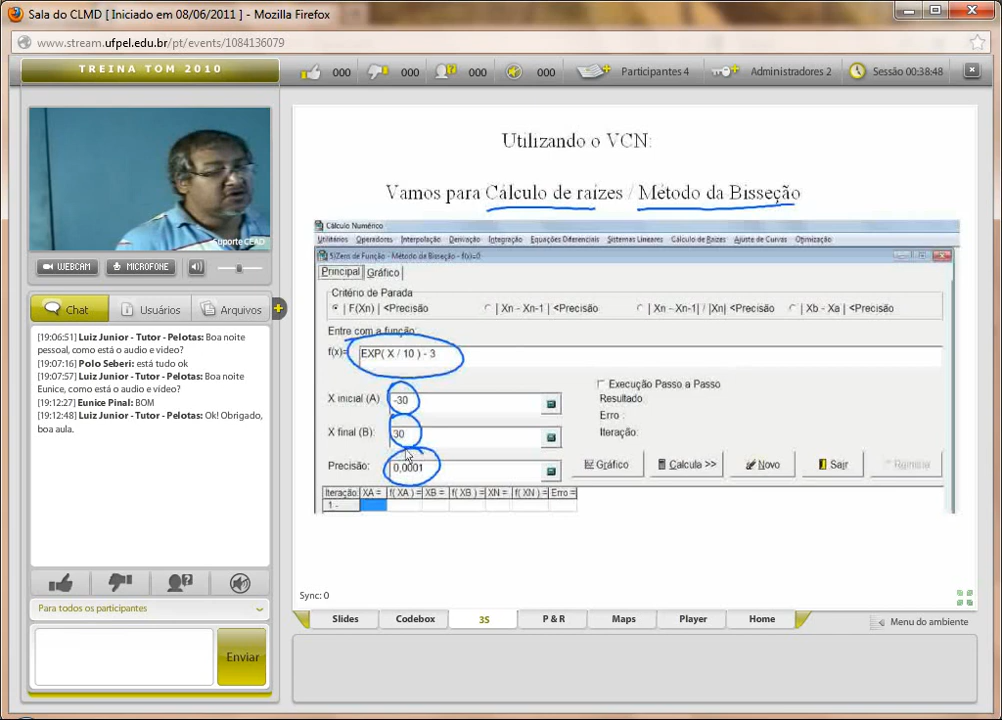 Sala do CLMD [ Iniciado em 08/06/2011 ] - Mozilla Firefox
www.stream.ufpel.edu.br/pt/events/1084136079
TREINA TOM 2010
000 000 000 000 Participantes 4 Administradores 2 Sessão 00:38:48
Suporte CEAD
WEBCAM MICROFONE
Chat Usuários Arquivos
[19:06:51] Luiz Junior - Tutor - Pelotas: Boa noite
pessoal, como está o audio e video?
[19:07:16] Polo Seberi: está tudo ok
[19:07:57] Luiz Junior - Tutor - Pelotas: Boa noite
Eunice, como está o audio e vídeo?
[19:12:27] Eunice Pinal: BOM
[19:12:48] Luiz Junior - Tutor - Pelotas: Ok! Obrigado,
boa aula.
Para todos os participantes
Enviar
Utilizando o VCN:
Vamos para Cálculo de raízes / Método da Bisseção
Cálculo Numérico
Utilitários Operadores Interpolação Derivação Integração Equações Diferenciais Sistemas Lineares Cálculo de Raízes Ajuste de Curvas Otimização
5)Zeros de Função - Método da Bisseção - f(x)=0
Principal Gráfico
Critério de Parada
| F(Xn) | <Precisão | Xn - Xn-1 | <Precisão | Xn - Xn-1| / |Xn| <Precisão | Xb - Xa | <Precisão
Entre com a função:
f(x)= EXP( X / 10 ) - 3
Execução Passo a Passo
X inicial (A): -30
Resultado:
Erro :
X final (B): 30
Iteração:
Precisão: 0,0001
Gráfico Calcula >> Novo Sair Reiniciar
Iteração XA = f( XA ) = XB = f( XB ) = XN = f( XN ) = Erro =
1 -
Sync: 0
Slides Codebox 3S P & R Maps Player Home
Menu do ambiente